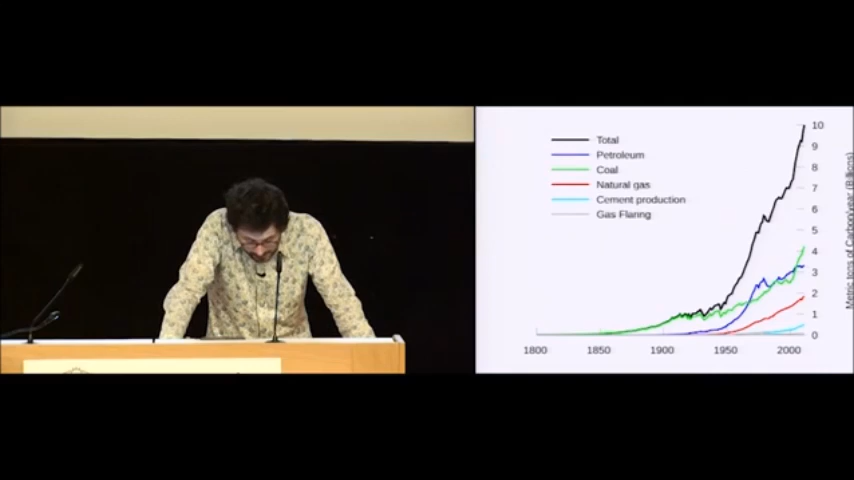 Total
Petroleum
Coal
Natural gas
Cement production
Gas Flaring
10
9
8
7
6
5
4
3
2
1
0
1800 1850 1900 1950 2000
Metric tons of Carbon/year (Billions)